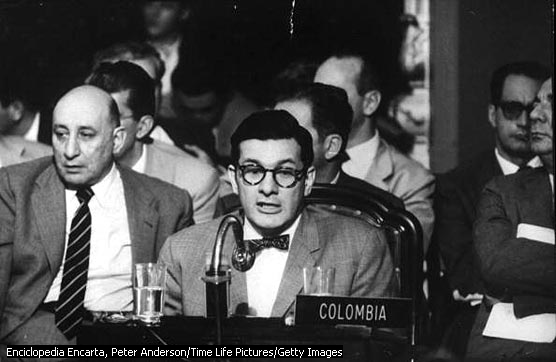 COLOMBIA
Enciclopedia Encarta, Peter Anderson/Time Life Pictures/Getty Images